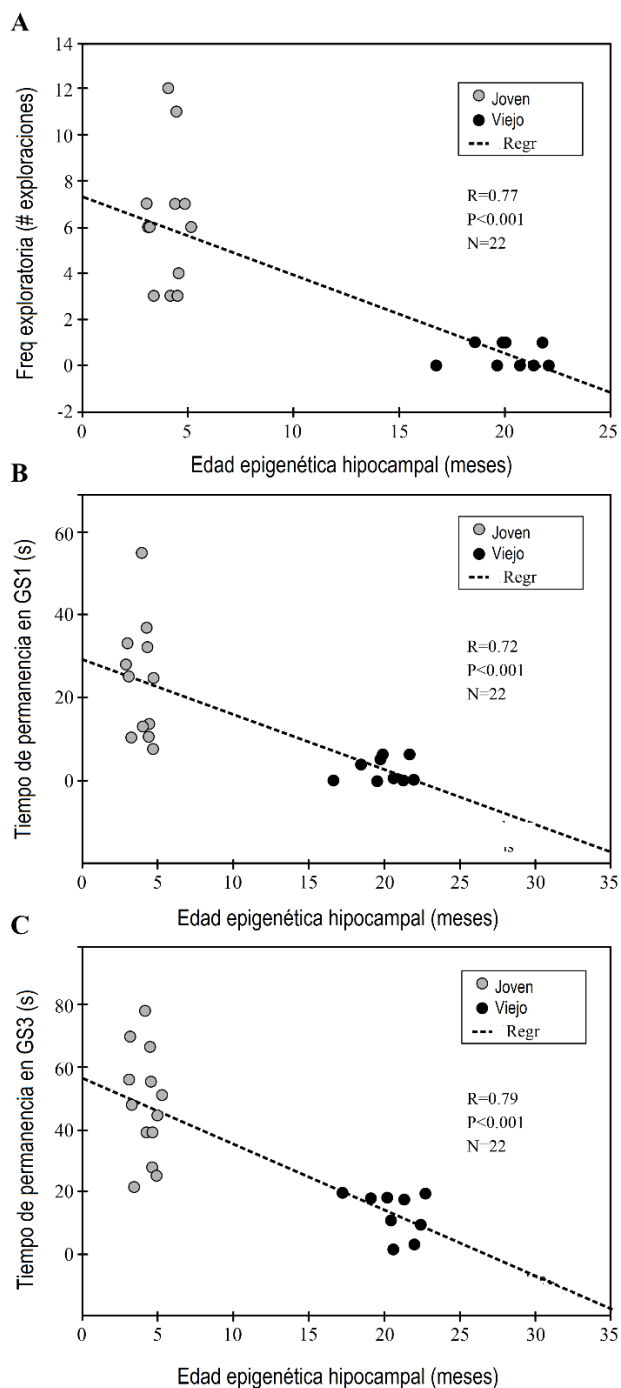 A
14
12
10
8
6
4
2
0
-2
Freq exploratoria (# exploraciones)
Joven
Viejo
Regr
R=0.77
P<0.001
N=22
0 5 10 15 20 25
Edad epigenética hipocampal (meses)
B
60
40
20
0
Tiempo de permanencia en GS1 (s)
Joven
Viejo
Regr
R=0.72
P<0.001
N=22
0 5 10 15 20 25 30 35
Edad epigenética hipocampal (meses)
C
80
60
40
20
0
Tiempo de permanencia en GS3 (s)
Joven
Viejo
Regr
R=0.79
P<0.001
N=22
0 5 10 15 20 25 30 35
Edad epigenética hipocampal (meses)